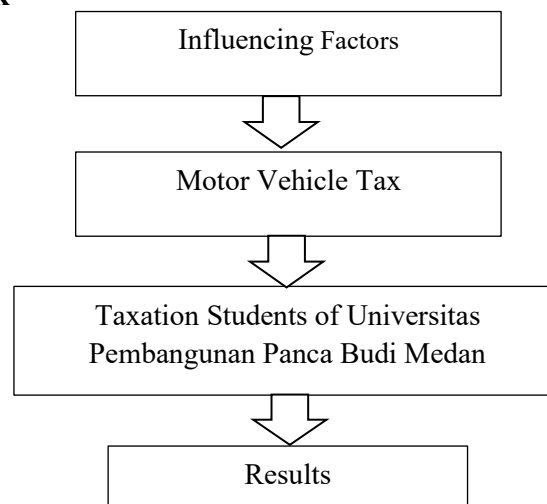 Influencing Factors
Motor Vehicle Tax
Taxation Students of Universitas
Pembangunan Panca Budi Medan
Results